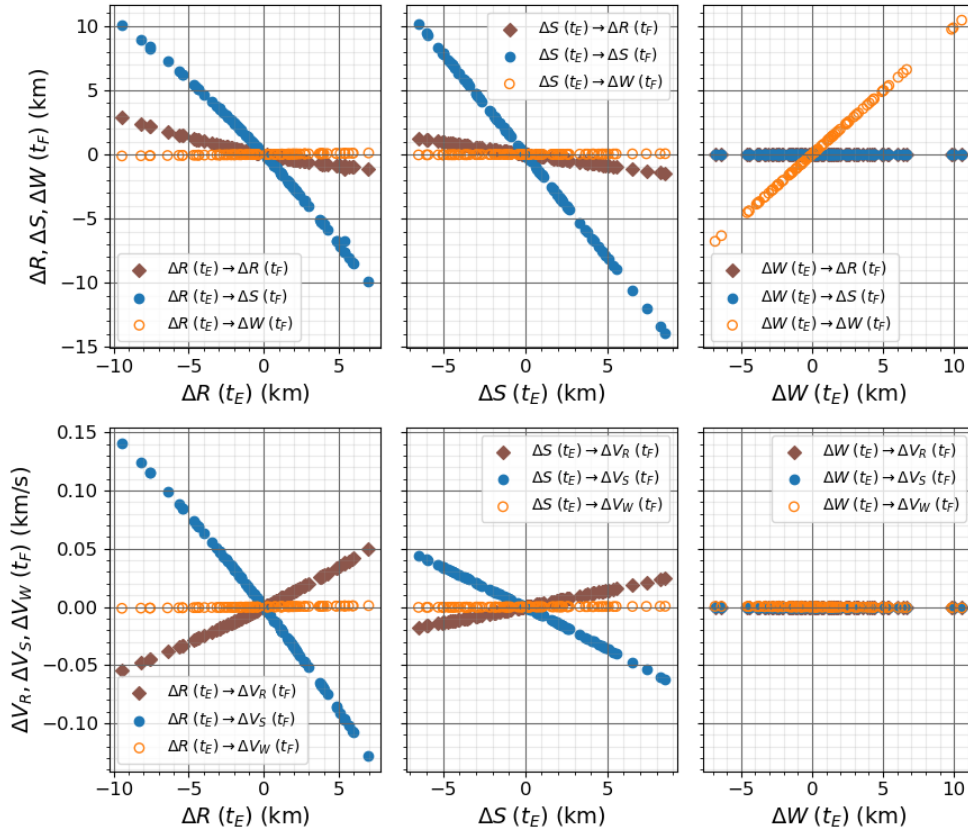 ΔR, ΔS, ΔW (t_F) (km)
10
5
0
−5
−10
−15
ΔR (t_E)→ΔR (t_F)
ΔR (t_E)→ΔS (t_F)
ΔR (t_E)→ΔW (t_F)
−10 −5 0 5
ΔR (t_E) (km)
ΔS (t_E)→ΔR (t_F)
ΔS (t_E)→ΔS (t_F)
ΔS (t_E)→ΔW (t_F)
−5 0 5
ΔS (t_E) (km)
ΔW (t_E)→ΔR (t_F)
ΔW (t_E)→ΔS (t_F)
ΔW (t_E)→ΔW (t_F)
−5 0 5 10
ΔW (t_E) (km)
ΔV_R, ΔV_S, ΔV_W (t_F) (km/s)
0.15
0.10
0.05
0.00
−0.05
−0.10
ΔR (t_E)→ΔV_R (t_F)
ΔR (t_E)→ΔV_S (t_F)
ΔR (t_E)→ΔV_W (t_F)
−10 −5 0 5
ΔR (t_E) (km)
ΔS (t_E)→ΔV_R (t_F)
ΔS (t_E)→ΔV_S (t_F)
ΔS (t_E)→ΔV_W (t_F)
−5 0 5
ΔS (t_E) (km)
ΔW (t_E)→ΔV_R (t_F)
ΔW (t_E)→ΔV_S (t_F)
ΔW (t_E)→ΔV_W (t_F)
−5 0 5 10
ΔW (t_E) (km)